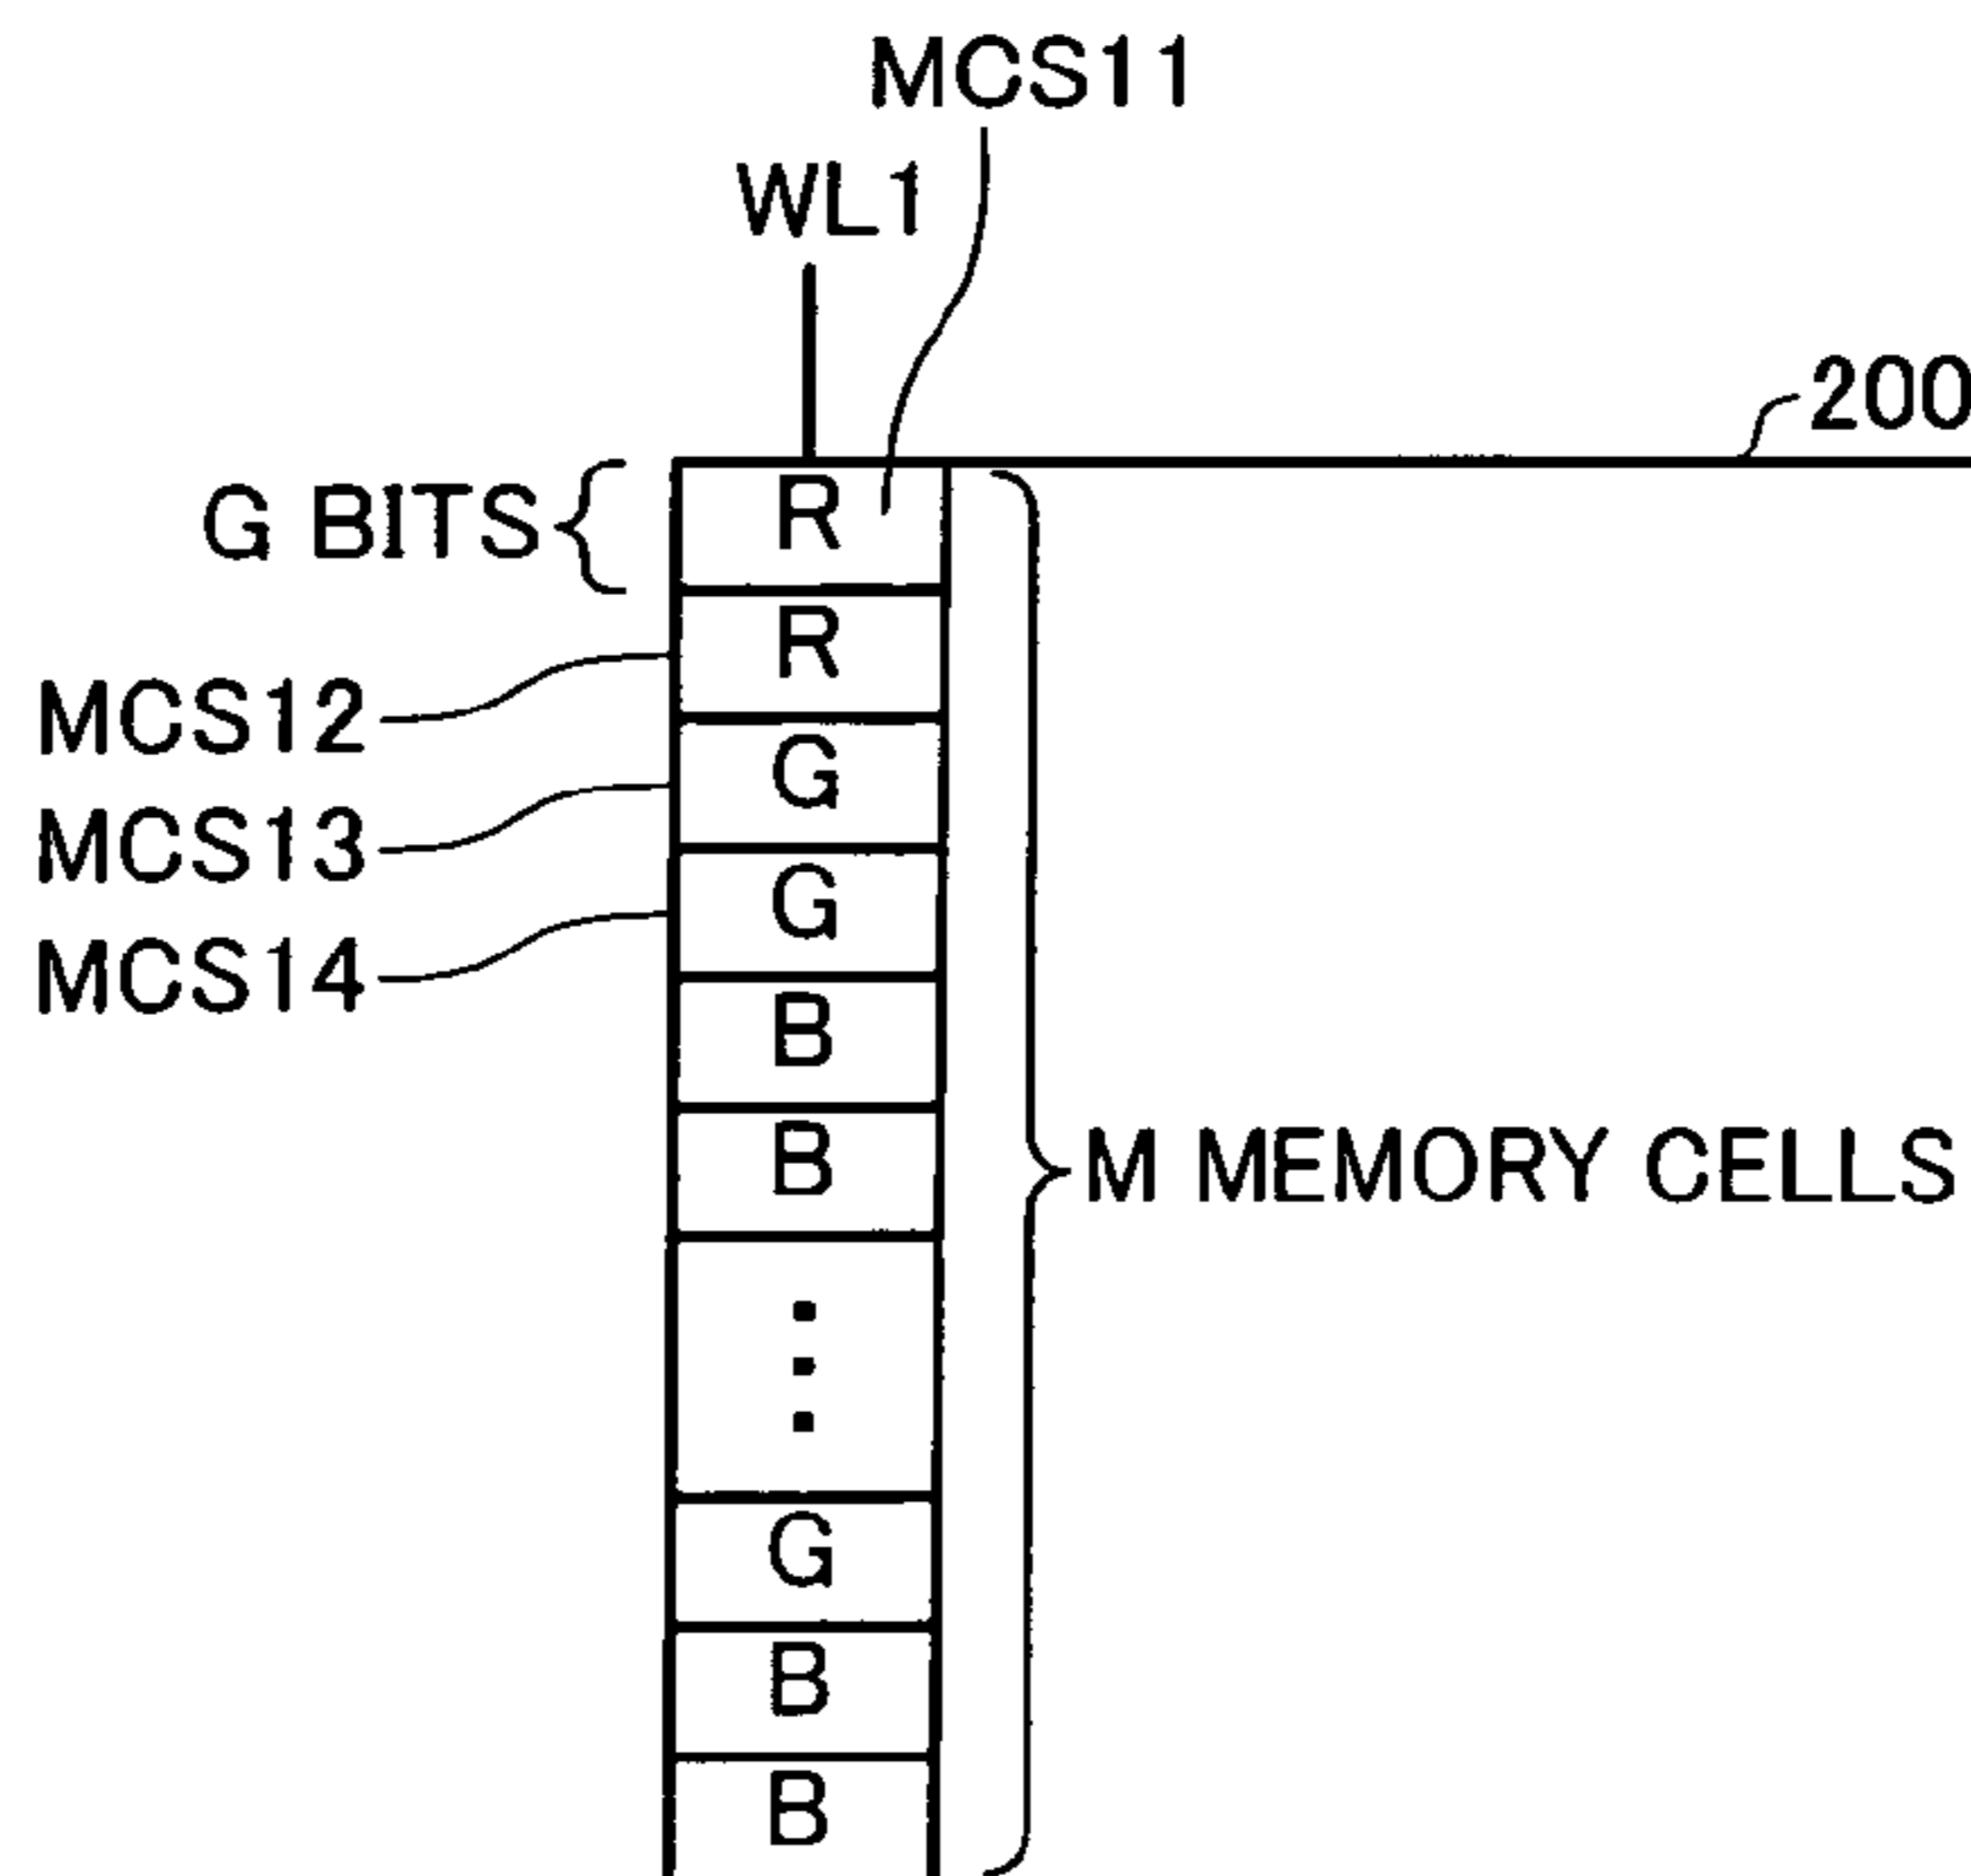 MCS11
WL1
200
G BITS
R
R
MCS12
G
MCS13
G
MCS14
B
B
M MEMORY CELLS
G
B
B